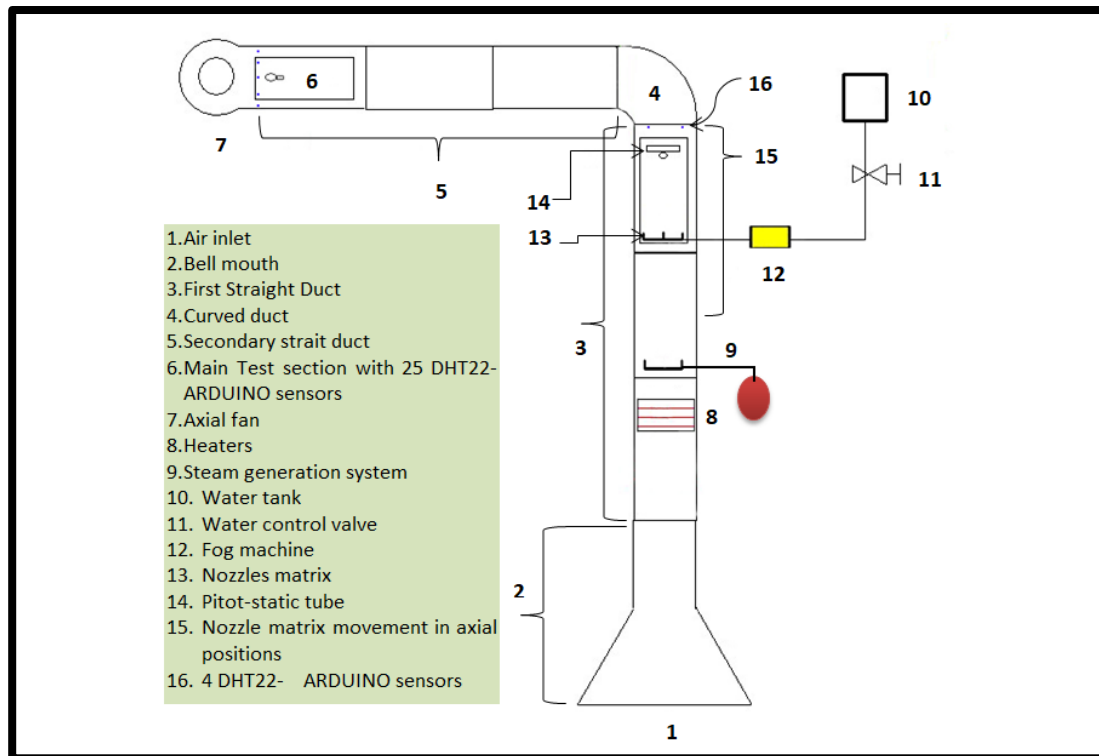 6
4
16
10
7
15
11
5
14
13
12
1.Air inlet
2.Bell mouth
3.First Straight Duct
4.Curved duct
5.Secondary strait duct
6.Main Test section with 25 DHT22-
ARDUINO sensors
7.Axial fan
8.Heaters
9.Steam generation system
10. Water tank
11. Water control valve
12. Fog machine
13. Nozzles matrix
14. Pitot-static tube
15. Nozzle matrix movement in axial
positions
16. 4 DHT22- ARDUINO sensors
3
9
8
2
1